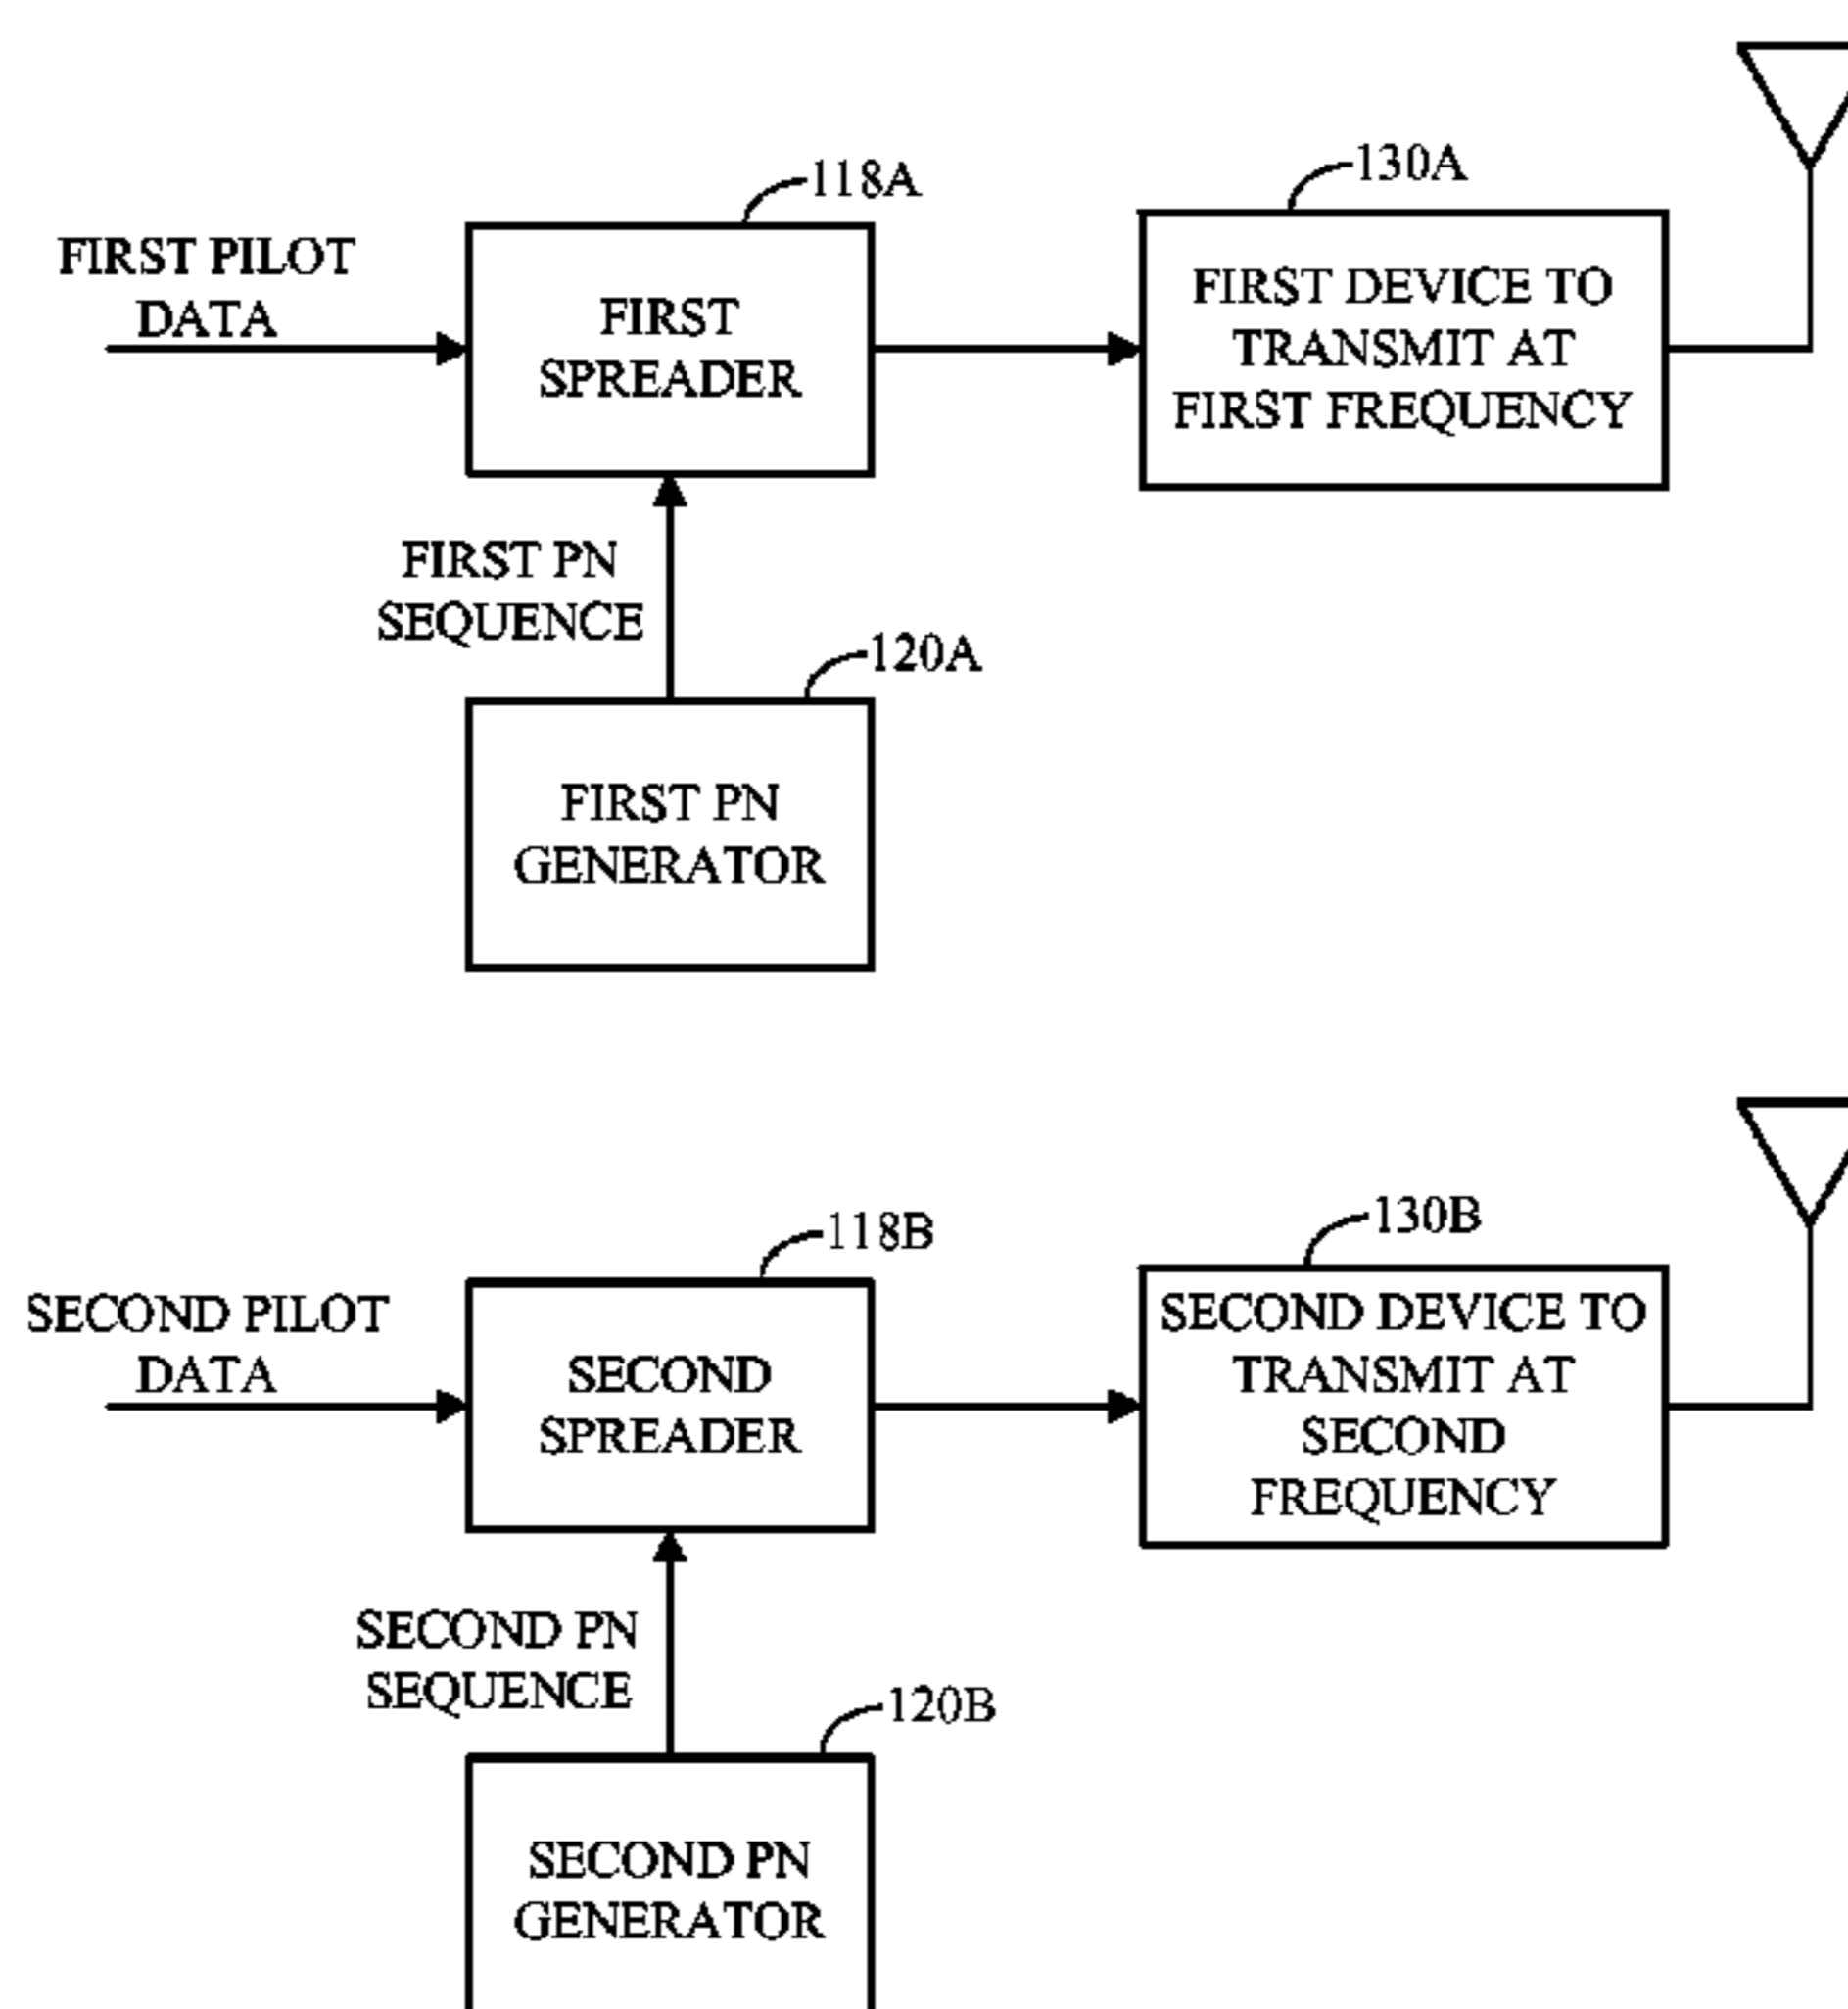 118A
130A
FIRST PILOT
DATA
FIRST
SPREADER
FIRST DEVICE TO
TRANSMIT AT
FIRST FREQUENCY
FIRST PN
SEQUENCE
120A
FIRST PN
GENERATOR
118B
130B
SECOND PILOT
DATA
SECOND
SPREADER
SECOND DEVICE TO
TRANSMIT AT
SECOND
FREQUENCY
SECOND PN
SEQUENCE
120B
SECOND PN
GENERATOR